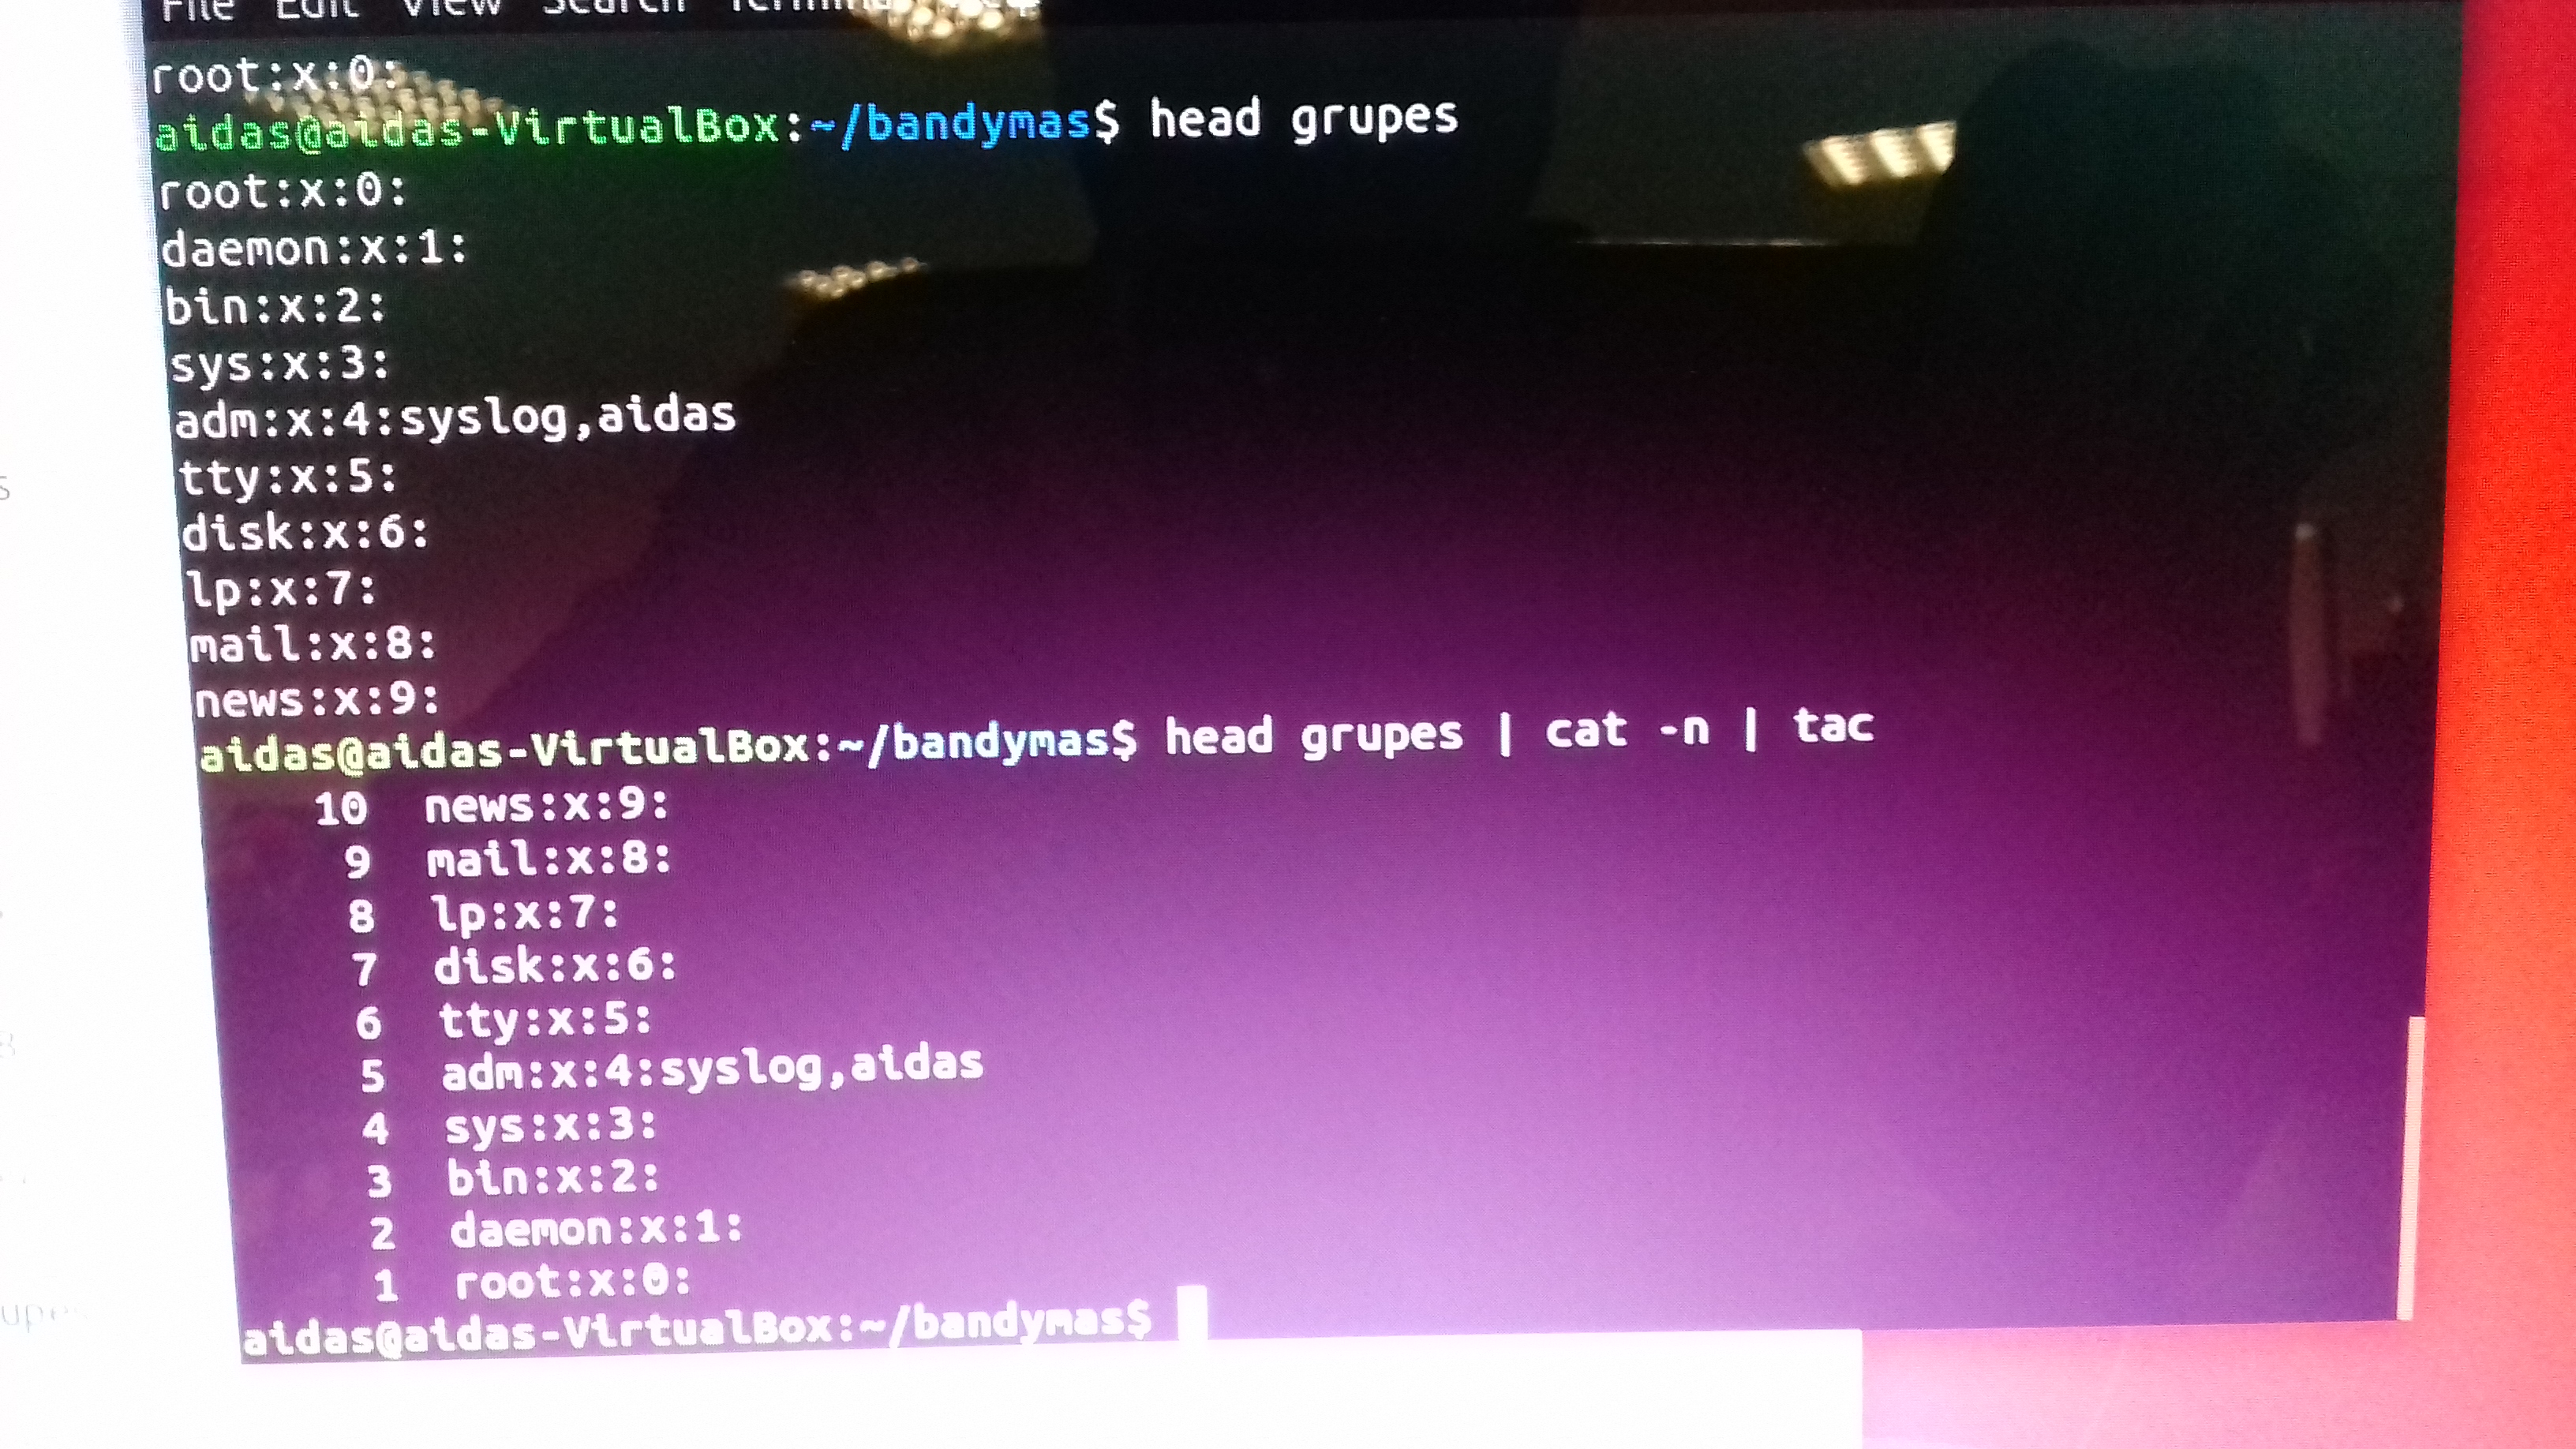 File Edit View Search
root:x:0:
aidas@aidas-VirtualBox:~/bandymas$ head grupes
root:x:0:
daemon:x:1:
bin:x:2:
sys:x:3:
adm:x:4:syslog,aidas
tty:x:5:
disk:x:6:
lp:x:7:
mail:x:8:
news:x:9:
aidas@aidas-VirtualBox:~/bandymas$ head grupes | cat -n | tac
10 news:x:9:
9 mail:x:8:
8 lp:x:7:
7 disk:x:6:
6 tty:x:5:
5 adm:x:4:syslog,aidas
4 sys:x:3:
3 bin:x:2:
2 daemon:x:1:
1 root:x:0:
aidas@aidas-VirtualBox:~/bandymas$